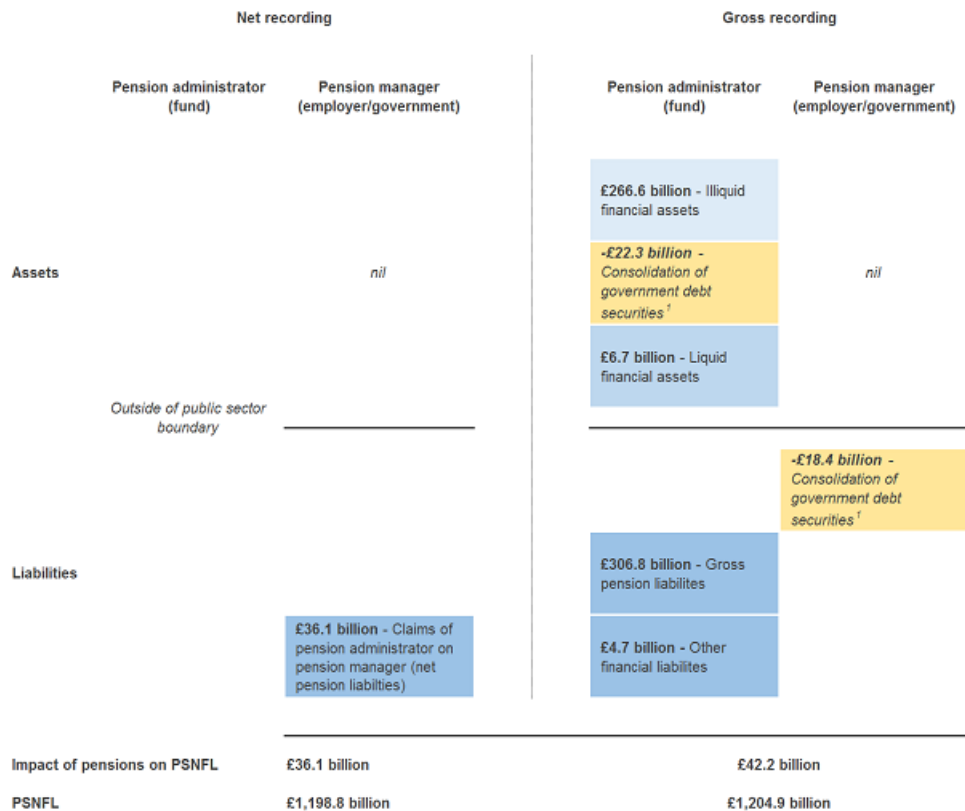 Net recording
Gross recording
Pension administrator
(fund)
Pension manager
(employer/government)
Pension administrator
(fund)
Pension manager
(employer/government)
Assets
nil
£266.6 billion - Illiquid
financial assets
-£22.3 billion -
Consolidation of
government debt
securities¹
£6.7 billion - Liquid
financial assets
nil
Outside of public sector
boundary
Liabilities
-£18.4 billion -
Consolidation of
government debt
securities¹
£306.8 billion - Gross
pension liabilites
£36.1 billion - Claims of
pension administrator on
pension manager (net
pension liabilties)
£4.7 billion - Other
financial liabilites
Impact of pensions on PSNFL
£36.1 billion
£42.2 billion
PSNFL
£1,198.8 billion
£1,204.9 billion